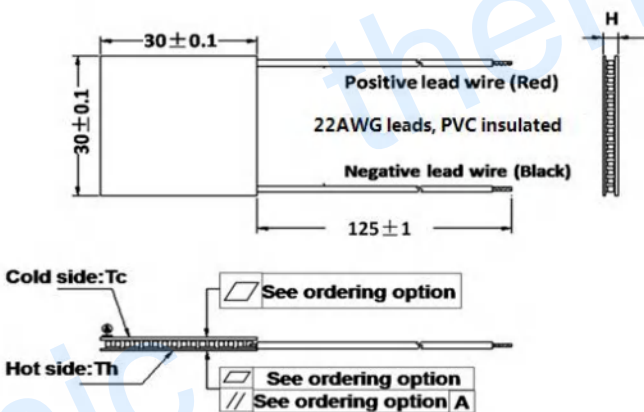 30±0.1
H
30±0.1
Positive lead wire (Red)
22AWG leads, PVC insulated
Negative lead wire (Black)
125±1
Cold side:Tc
See ordering option
A
Hot side:Th
See ordering option
// See ordering option A